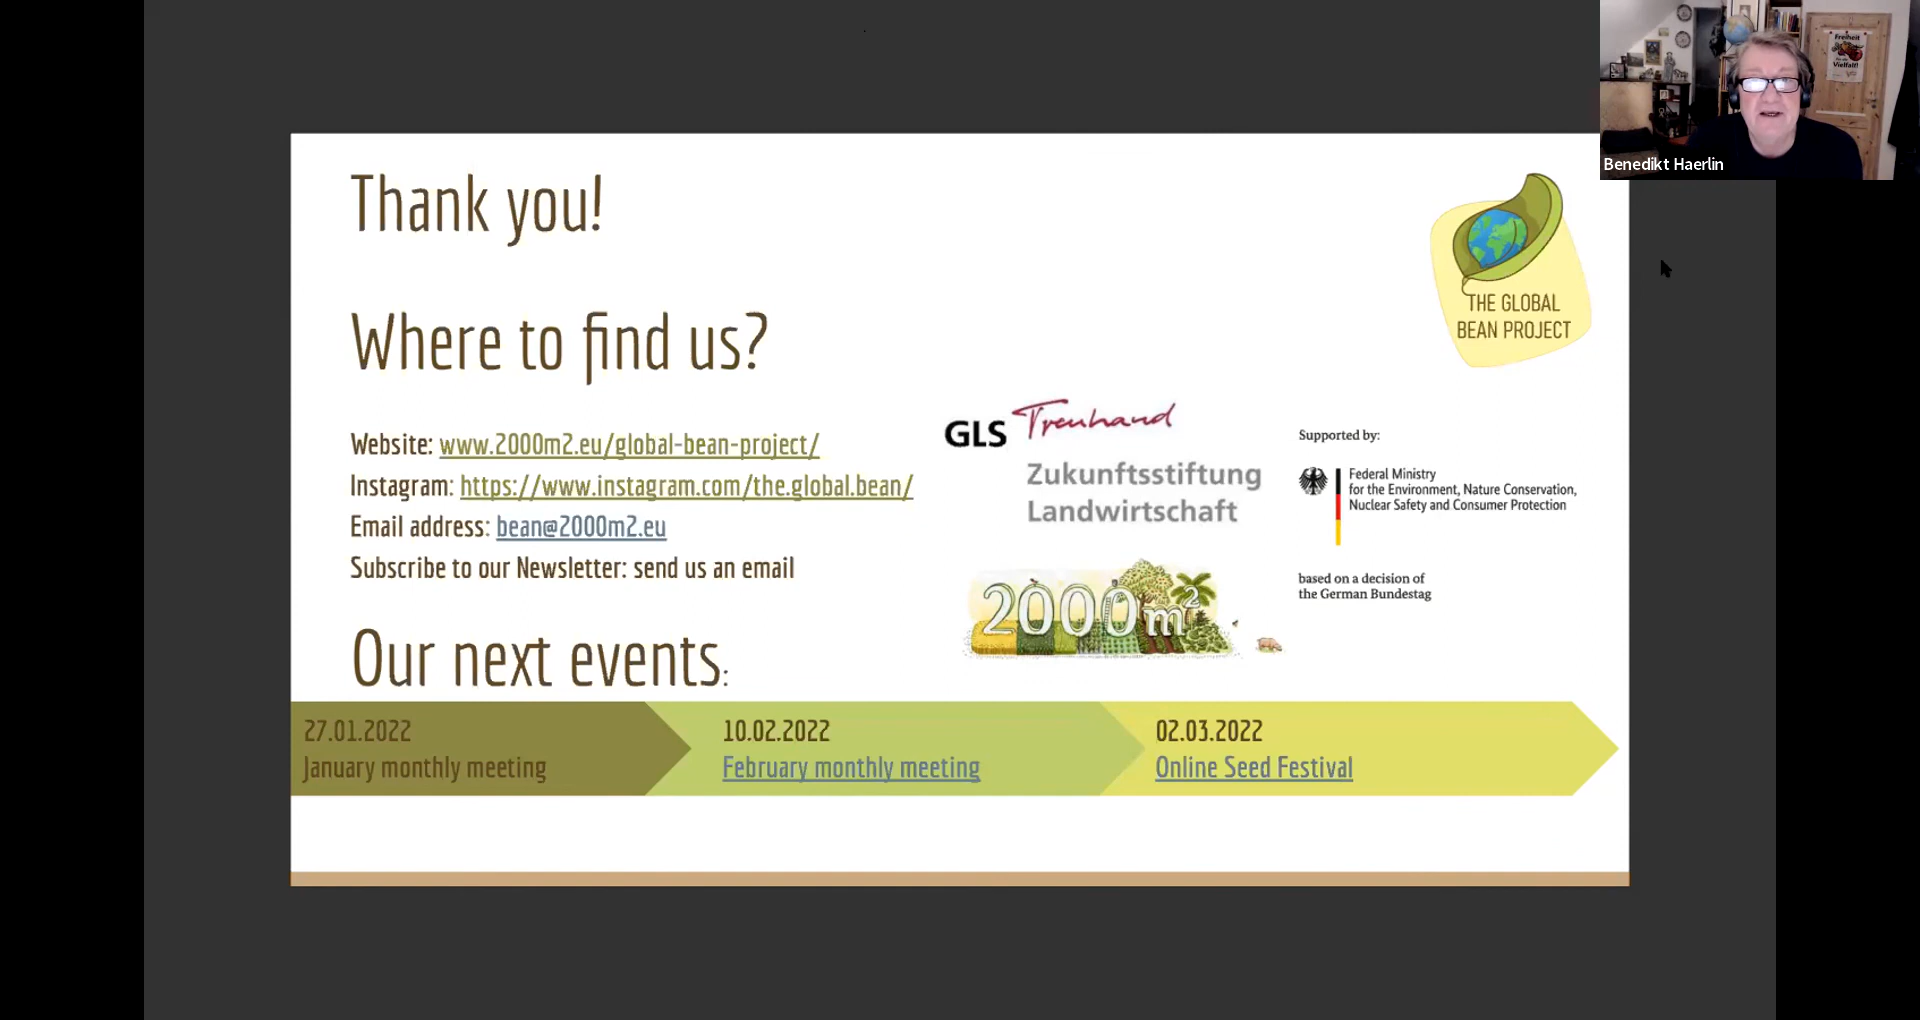 Freiheit
Vielfalt!
Benedikt Haerlin
Thank you!
THE GLOBAL
BEAN PROJECT
Where to find us?
Website: www.2000m2.eu/global-bean-project/
Instagram: https://www.instagram.com/the.global.bean/
Email address: bean@2000m2.eu
Subscribe to our Newsletter: send us an email
GLS Treuhand
Zukunftsstiftung
Landwirtschaft
Supported by:
Federal Ministry
for the Environment, Nature Conservation,
Nuclear Safety and Consumer Protection
based on a decision of
the German Bundestag
2000m²
Our next events:
27.01.2022
January monthly meeting
10.02.2022
February monthly meeting
02.03.2022
Online Seed Festival